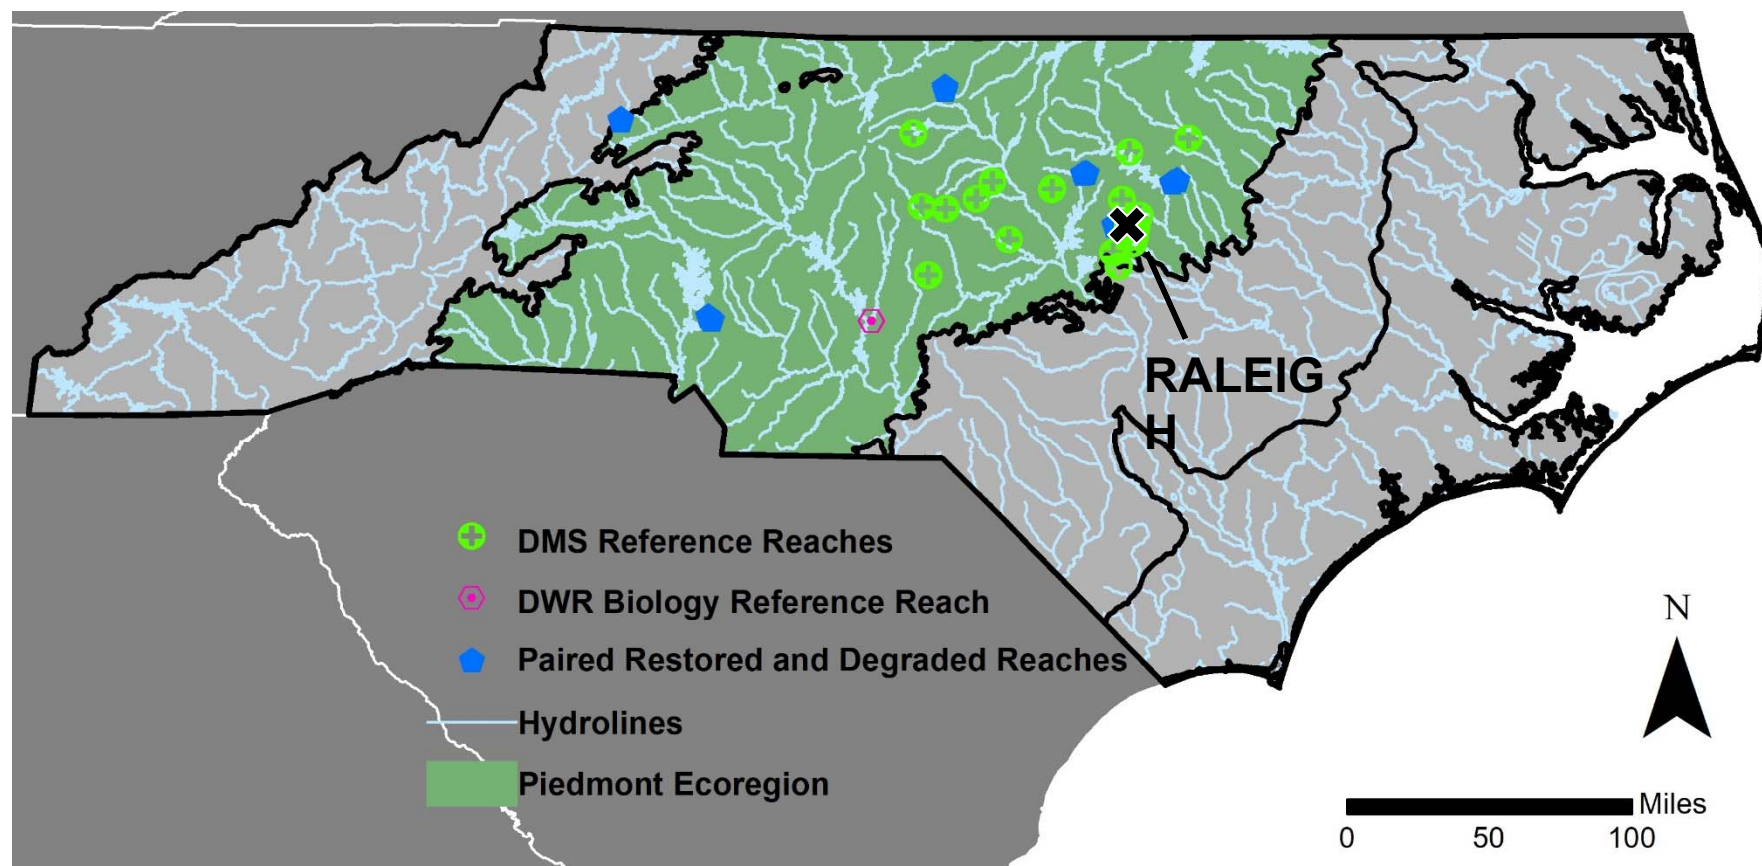 RALEIG
H
DMS Reference Reaches
DWR Biology Reference Reach
Paired Restored and Degraded Reaches
Hydrolines
Piedmont Ecoregion
N
Miles
0 50 100